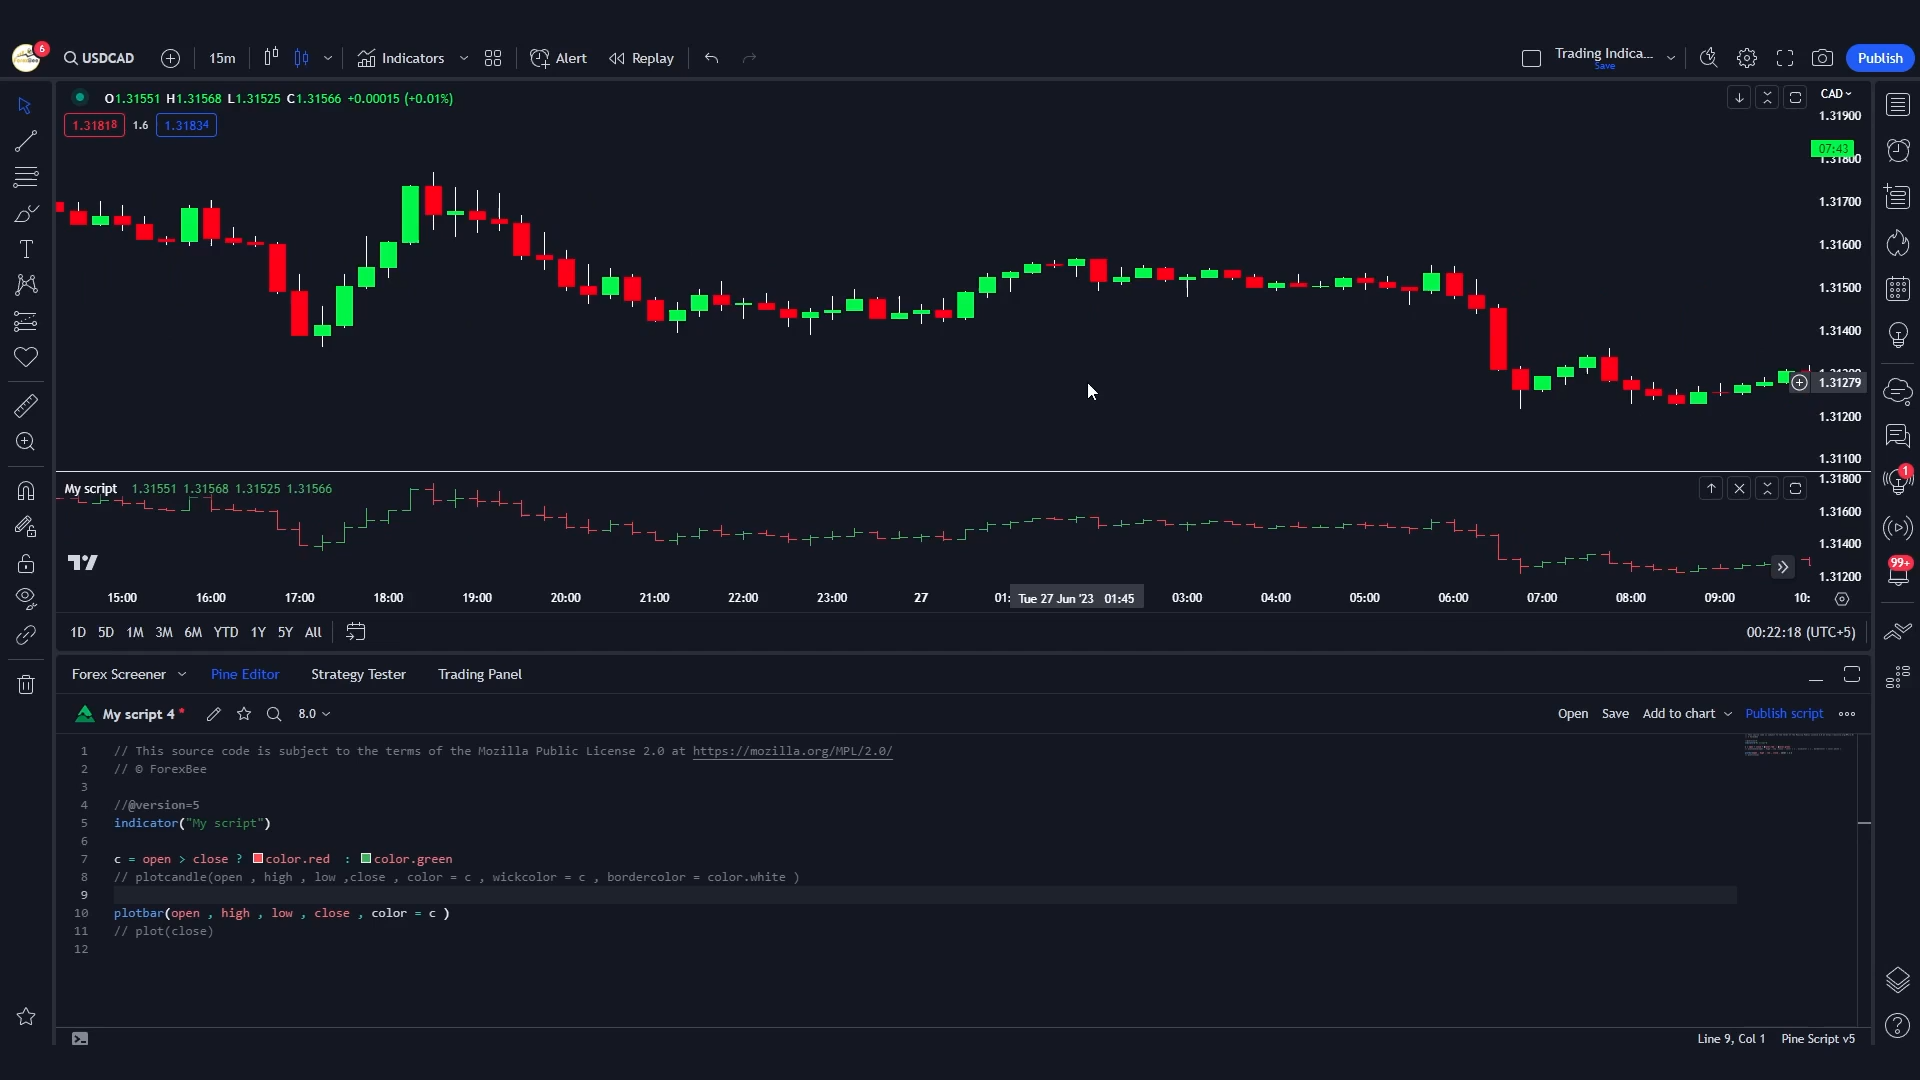 6
USDCAD
15m
Indicators
Alert
Replay
Trading Indica...
Save
Publish
O1.31551 H1.31568 L1.31525 C1.31566 +0.00015 (+0.01%)
CAD
1.31818
1.6
1.31834
1.31900
07:43
1.31800
1.31700
1.31600
1.31500
1.31400
1.31279
1.31200
1.31100
My script 1.31551 1.31568 1.31525 1.31566
1.31800
1.31600
1.31400
1.31200
1
99+
15:00 16:00 17:00 18:00 19:00 20:00 21:00 22:00 23:00 27 01: Tue 27 Jun '23 01:45 03:00 04:00 05:00 06:00 07:00 08:00 09:00 10:
1D 5D 1M 3M 6M YTD 1Y 5Y All
00:22:18 (UTC+5)
Forex Screener Pine Editor Strategy Tester Trading Panel
My script 4 * 8.0
Open Save Add to chart Publish script
1 // This source code is subject to the terms of the Mozilla Public License 2.0 at https://mozilla.org/MPL/2.0/
2 // © ForexBee
3
4 //@version=5
5 indicator("My script")
6
7 c = open > close ? color.red : color.green
8 // plotcandle(open , high , low ,close , color = c , wickcolor = c , bordercolor = color.white )
9
10 plotbar(open , high , low , close , color = c )
11 // plot(close)
12
Line 9, Col 1 Pine Script v5